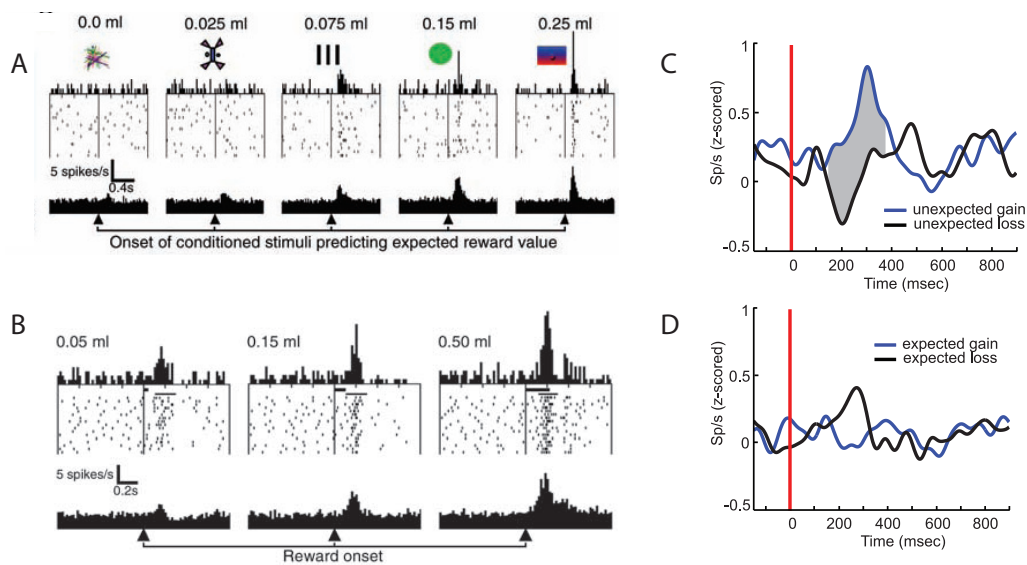 A
0.0 ml 0.025 ml 0.075 ml 0.15 ml 0.25 ml
5 spikes/s
0.4s
Onset of conditioned stimuli predicting expected reward value
B
0.05 ml 0.15 ml 0.50 ml
5 spikes/s
0.2s
Reward onset
C
1
0.5
0
-0.5
Sp/s (z-scored)
unexpected gain
unexpected loss
0 200 400 600 800
Time (msec)
D
1
0.5
0
-0.5
Sp/s (z-scored)
expected gain
expected loss
0 200 400 600 800
Time (msec)